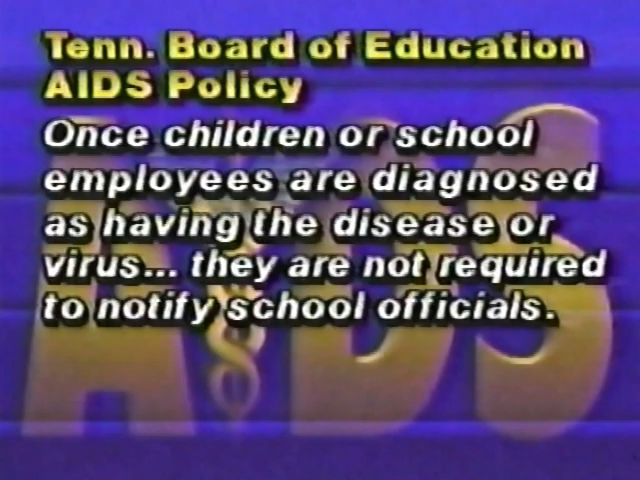 Tenn. Board of Education
AIDS Policy
Once children or school
employees are diagnosed
as having the disease or
virus... they are not required
to notify school officials.
AIDS